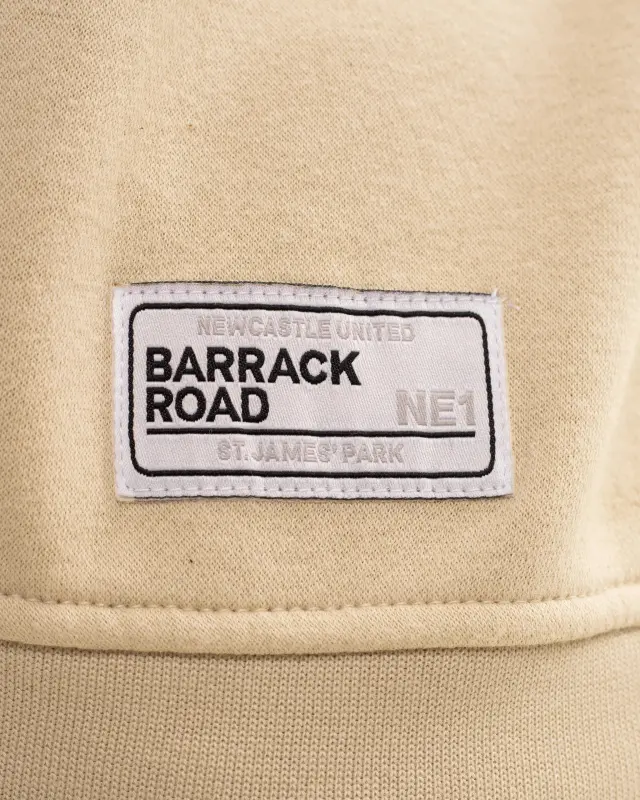 NEWCASTLE UNITED
BARRACK
ROAD
NE1
ST. JAMES' PARK